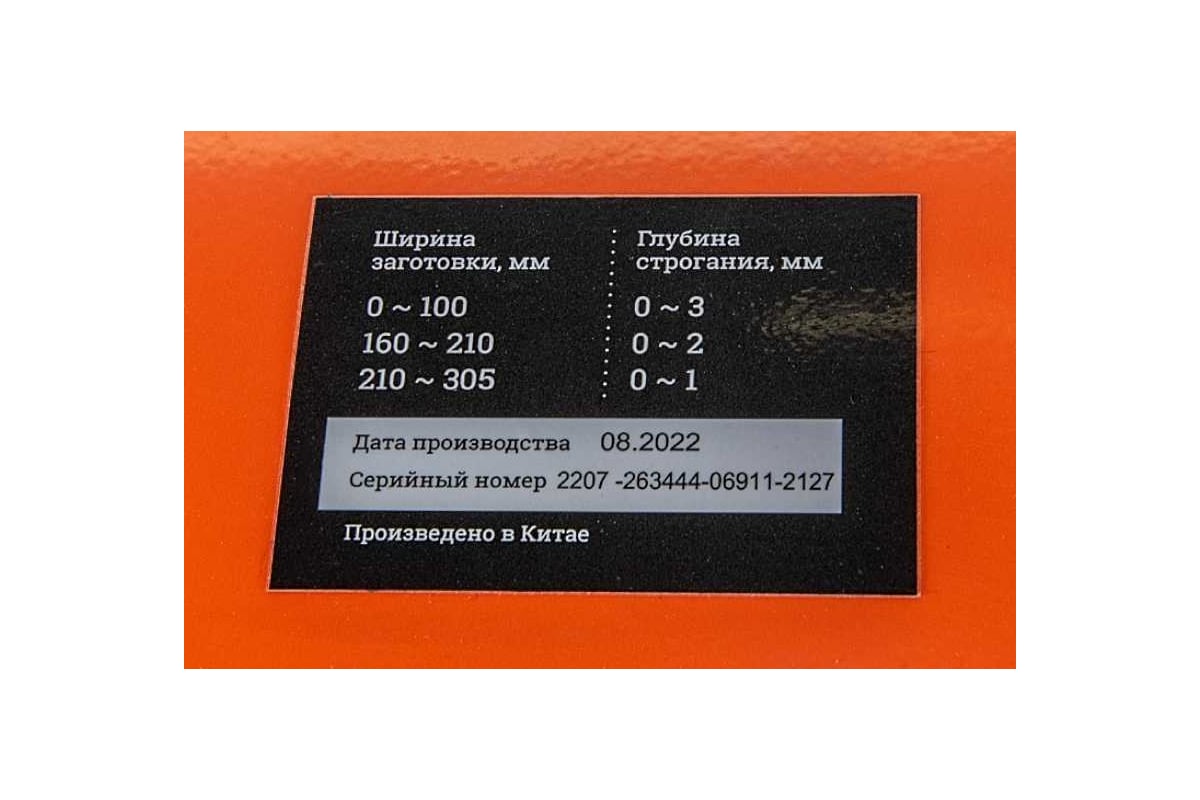 Ширина
заготовки, мм
Глубина
строгания, мм
0 ~ 100 0 ~ 3
160 ~ 210 0 ~ 2
210 ~ 305 0 ~ 1
Дата производства 08.2022
Серийный номер 2207 -263444-06911-2127
Произведено в Китае